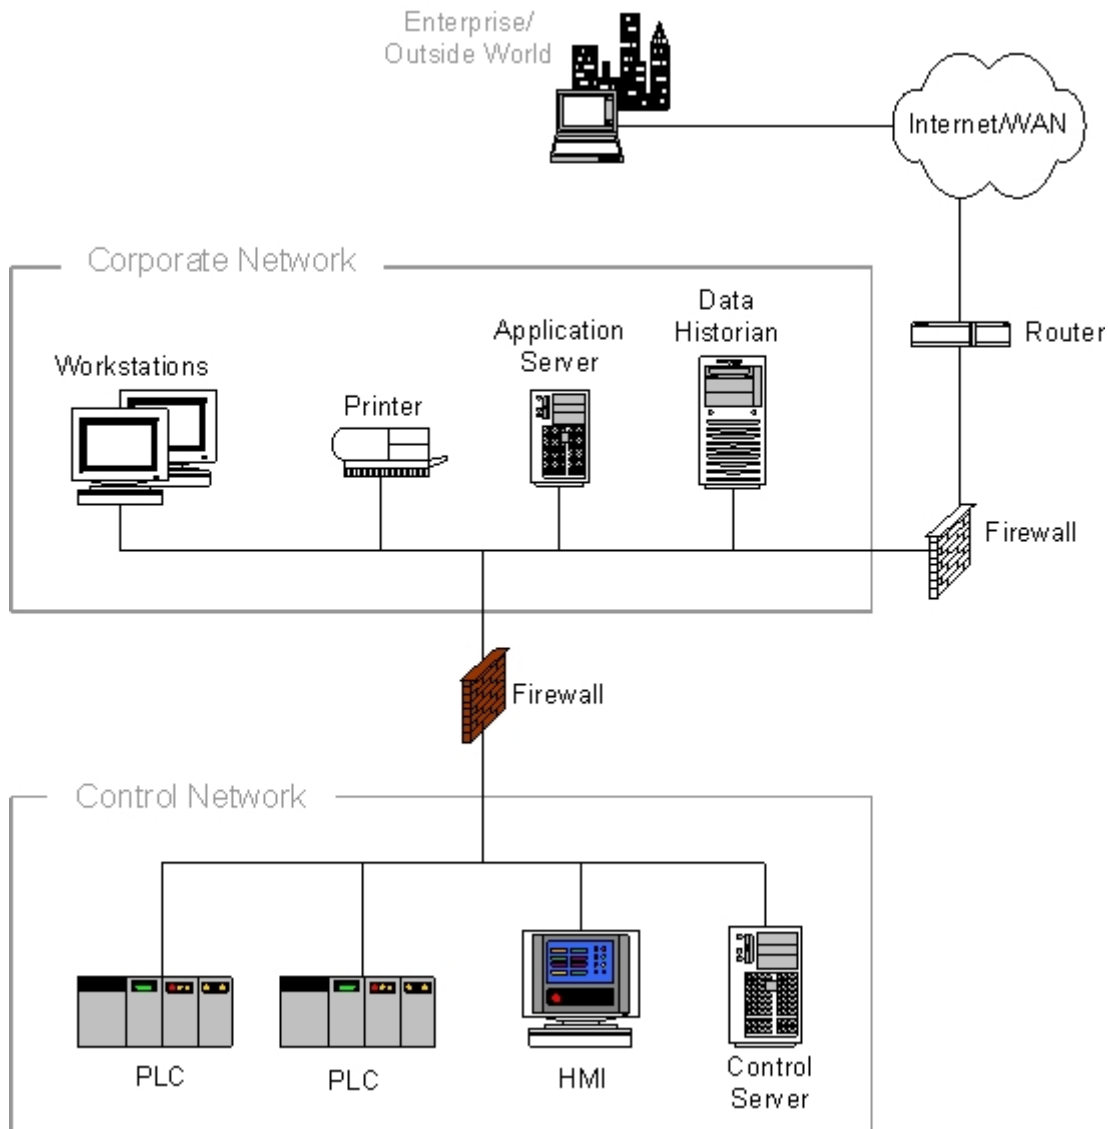 Enterprise/
Outside World
Internet/WAN
Corporate Network
Data
Historian
Application
Server
Router
Workstations
Printer
Firewall
Firewall
Control Network
PLC
PLC
HMI
Control
Server